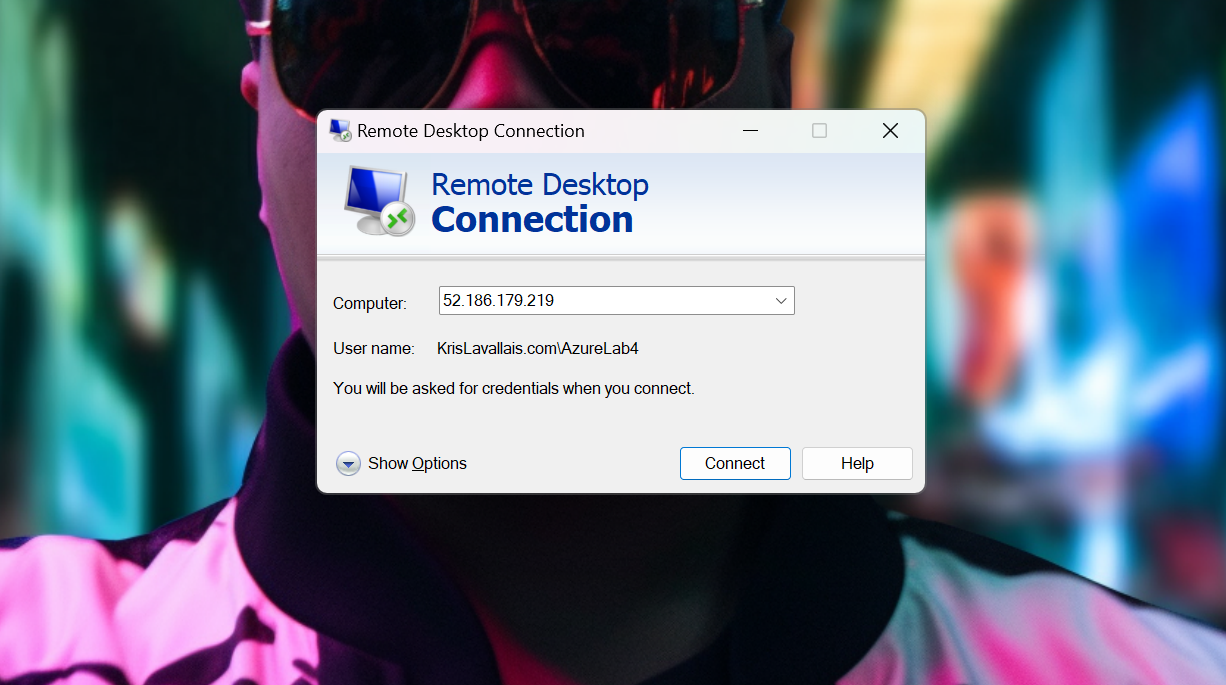 Remote Desktop Connection
Remote Desktop
Connection
Computer: 52.186.179.219
User name: KrisLavallais.com\AzureLab4
You will be asked for credentials when you connect.
Show Options Connect Help